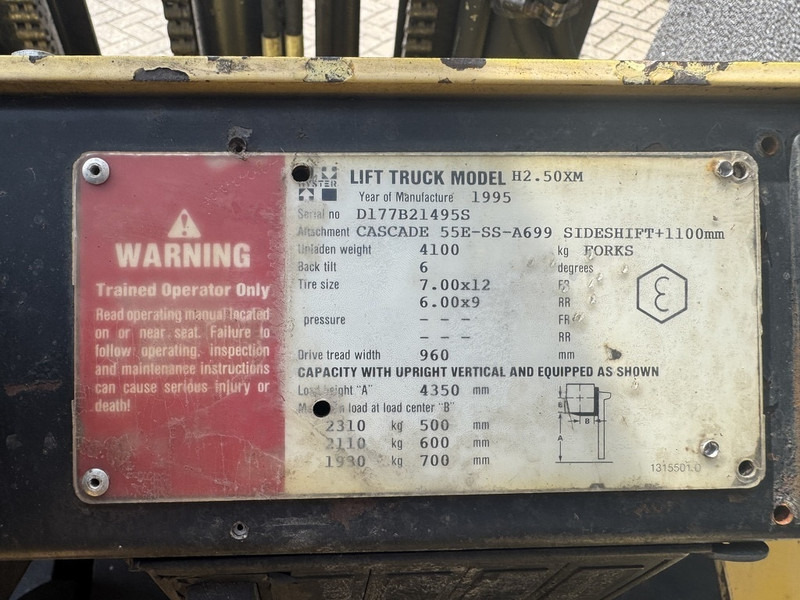 WARNING
Trained Operator Only
Read operating manual located
on or near seat. Failure to
follow operating, inspection
and maintenance instructions
can cause serious injury or
death!
HYSTER
LIFT TRUCK MODEL H2.50XM
Year of Manufacture 1995
Serial no D177B21495S
Attachment CASCADE 55E-SS-A699 SIDESHIFT+1100mm
Unladen weight 4100 kg FORKS
Back tilt 6 degrees
Tire size 7.00x12 FR
6.00x9 RR
pressure - - - FR
- - - RR
Drive tread width 960 mm
CAPACITY WITH UPRIGHT VERTICAL AND EQUIPPED AS SHOWN
Load height "A" 4350 mm
load at load center "B"
2310 kg 500 mm
2110 kg 600 mm
1930 kg 700 mm
B
B
A
1315501.0